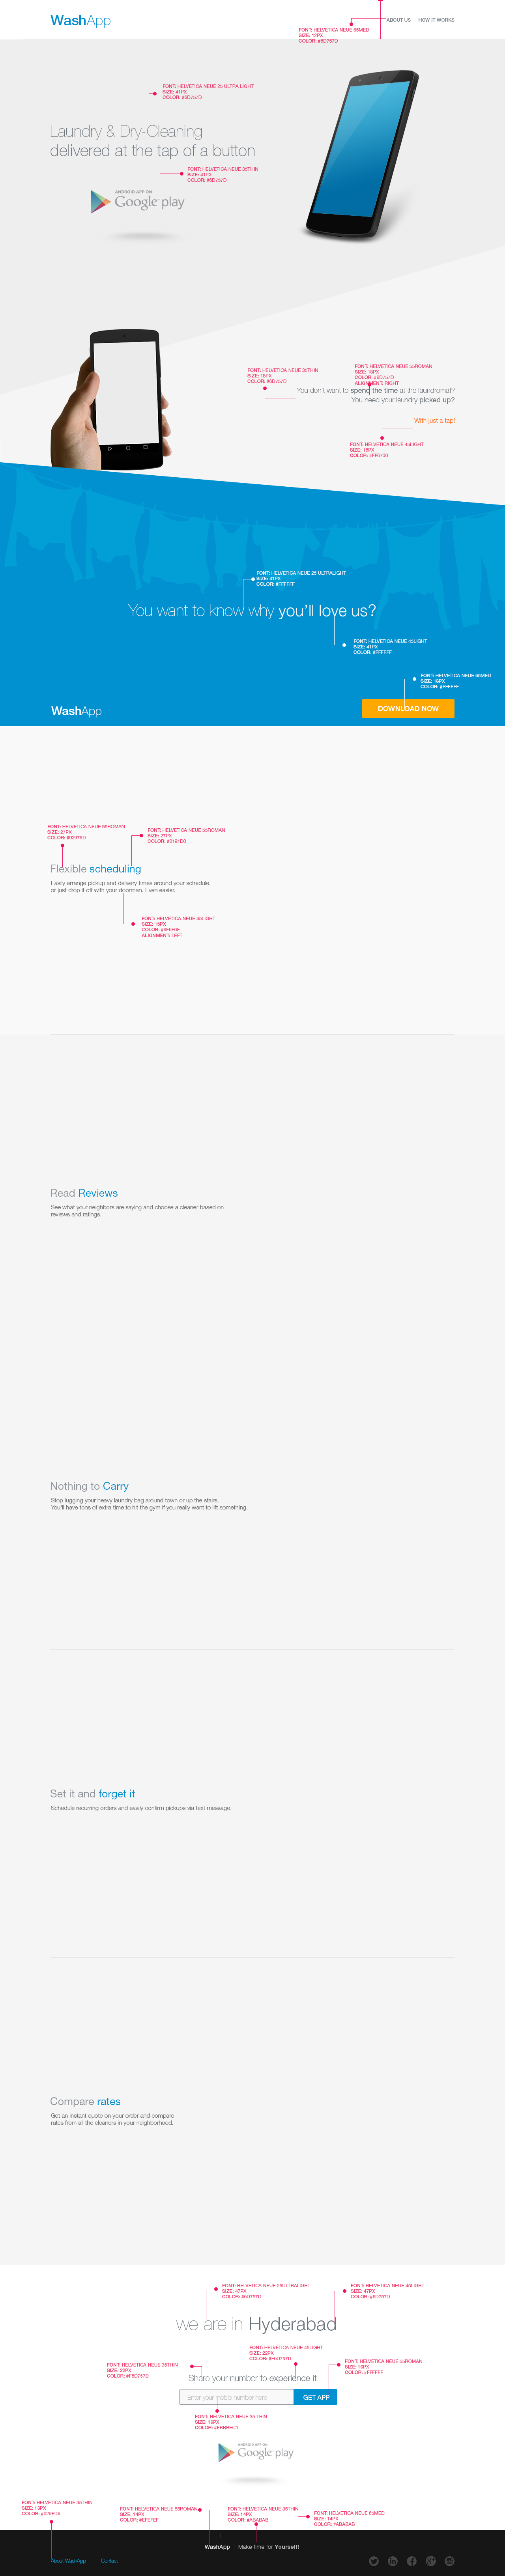 WashApp
ABOUT US HOW IT WORKS
FONT: HELVETICA NEUE 65MED
SIZE: 12PX
COLOR: #6D757D
FONT: HELVETICA NEUE 25 ULTRA LIGHT
SIZE: 41PX
COLOR: #6D757D
Laundry & Dry-Cleaning
delivered at the tap of a button
FONT: HELVETICA NEUE 35THIN
SIZE: 41PX
COLOR: #6D757D
ANDROID APP ON
Google play
FONT: HELVETICA NEUE 35THIN
SIZE: 18PX
COLOR: #6D757D
FONT: HELVETICA NEUE 55ROMAN
SIZE: 18PX
COLOR: #6D757D
ALIGNMENT: RIGHT
You don't want to spend the time at the laundromat?
You need your laundry picked up?
With just a tap!
FONT: HELVETICA NEUE 45LIGHT
SIZE: 18PX
COLOR: #FF6700
FONT: HELVETICA NEUE 25 ULTRALIGHT
SIZE: 41PX
COLOR: #FFFFFF
You want to know why you'll love us?
FONT: HELVETICA NEUE 45LIGHT
SIZE: 41PX
COLOR: #FFFFFF
FONT: HELVETICA NEUE 65MED
SIZE: 18PX
COLOR: #FFFFFF
WashApp
DOWNLOAD NOW
FONT: HELVETICA NEUE 55ROMAN
SIZE: 27PX
FONT: HELVETICA NEUE 55ROMAN
SIZE: 27PX
COLOR: #0191D0
Flexible scheduling
Easily arrange pickup and delivery times around your schedule,
or just drop it off with your doorman. Even easier.
FONT: HELVETICA NEUE 45LIGHT
SIZE: 15PX
COLOR: #6F6F6F
ALIGNMENT: LEFT
Read Reviews
See what your neighbors are saying and choose a cleaner based on
reviews and ratings.
Nothing to Carry
Stop lugging your heavy laundry bag around town or up the stairs.
You'll have tons of extra time to hit the gym if you really want to lift something.
Set it and forget it
Schedule recurring orders and easily confirm pickups via text message.
Compare rates
Get an instant quote on your order and compare
rates from all the cleaners in your neighborhood.
FONT: HELVETICA NEUE 25ULTRALIGHT
SIZE: 47PX
COLOR: #6D757D
FONT: HELVETICA NEUE 45LIGHT
SIZE: 47PX
COLOR: #6D757D
we are in Hyderabad
FONT: HELVETICA NEUE 45LIGHT
SIZE: 22PX
COLOR: #F6D757D
FONT: HELVETICA NEUE 35THIN
SIZE: 22PX
COLOR: #F6D757D
FONT: HELVETICA NEUE 55ROMAN
SIZE: 16PX
COLOR: #FFFFFF
Share your number to experience it
Enter your mobile number here
GET APP
FONT: HELVETICA NEUE 35 THIN
SIZE: 16PX
COLOR: #FBBBEC1
ANDROID APP ON
Google play
FONT: HELVETICA NEUE 35THIN
SIZE: 13PX
FONT: HELVETICA NEUE 55ROMAN
SIZE: 14PX
COLOR: #EFEFEF
FONT: HELVETICA NEUE 35THIN
SIZE: 14PX
COLOR: #ABABAB
FONT: HELVETICA NEUE 65MED
SIZE: 14PX
COLOR: #ABABAB
WashApp | Make time for Yourself!
About WashApp Contact